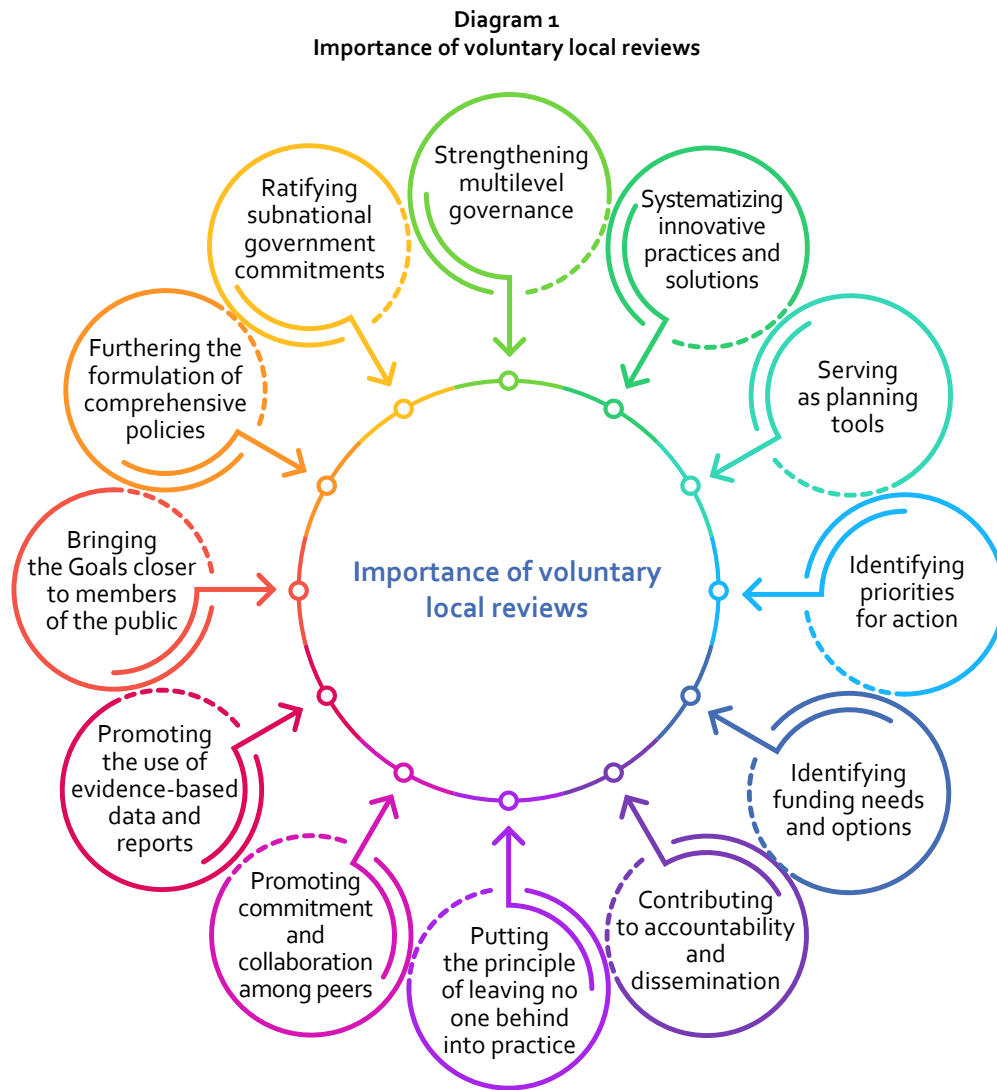 Diagram 1
Importance of voluntary local reviews
Strengthening
multilevel
governance
Systematizing
innovative
practices and
solutions
Serving
as planning
tools
Identifying
priorities
for action
Identifying
funding needs
and options
Contributing
to accountability
and
dissemination
Putting
the principle
of leaving no
one behind
into practice
Promoting
commitment
and
collaboration
among peers
Promoting
the use of
evidence-based
data and
reports
Bringing
the Goals closer
to members
of the public
Furthering the
formulation of
comprehensive
policies
Ratifying
subnational
government
commitments
Importance of voluntary
local reviews